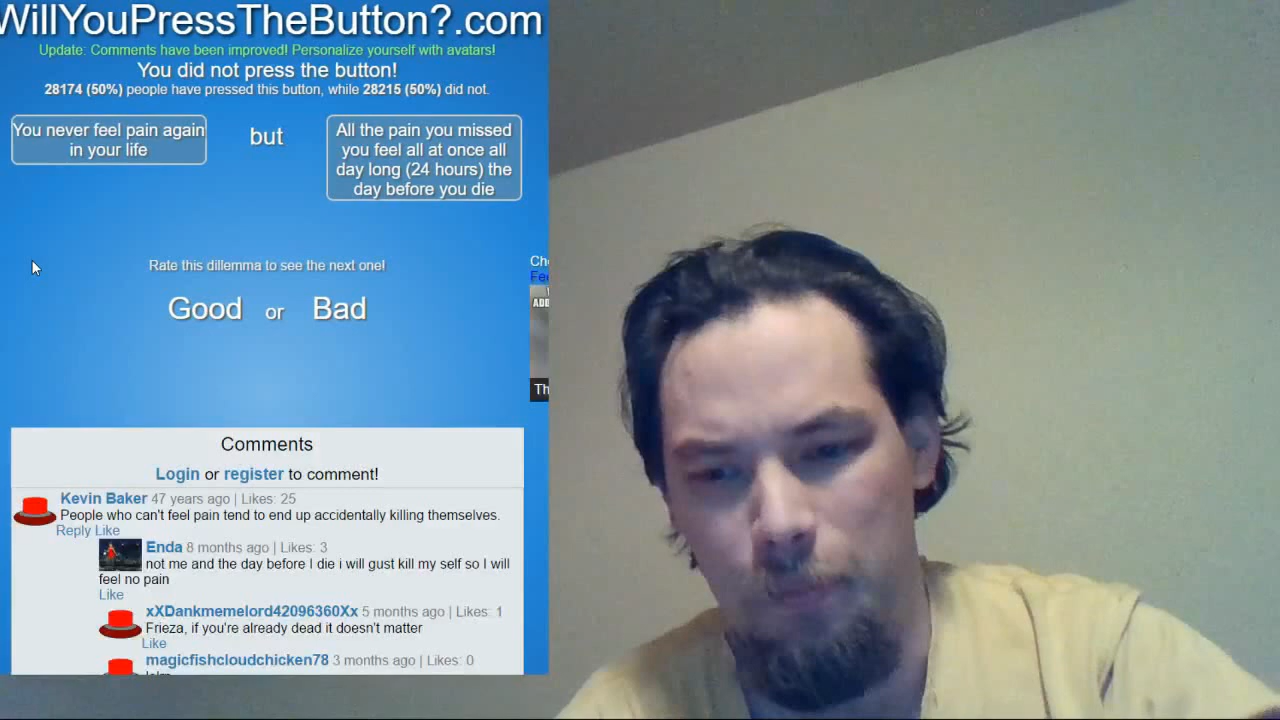 WillYouPressTheButton?.com
Update: Comments have been improved! Personalize yourself with avatars!
You did not press the button!
28174 (50%) people have pressed this button, while 28215 (50%) did not.
You never feel pain again
in your life
but
All the pain you missed
you feel all at once all
day long (24 hours) the
day before you die
Rate this dillemma to see the next one!
Good or Bad
Comments
Login or register to comment!
Kevin Baker 47 years ago | Likes: 25
People who can't feel pain tend to end up accidentally killing themselves.
Reply Like
Enda 8 months ago | Likes: 3
not me and the day before I die i will gust kill my self so I will
feel no pain
Like
xXDankmemelord42096360Xx 5 months ago | Likes: 1
Frieza, if you're already dead it doesn't matter
Like
magicfishcloudchicken78 3 months ago | Likes: 0